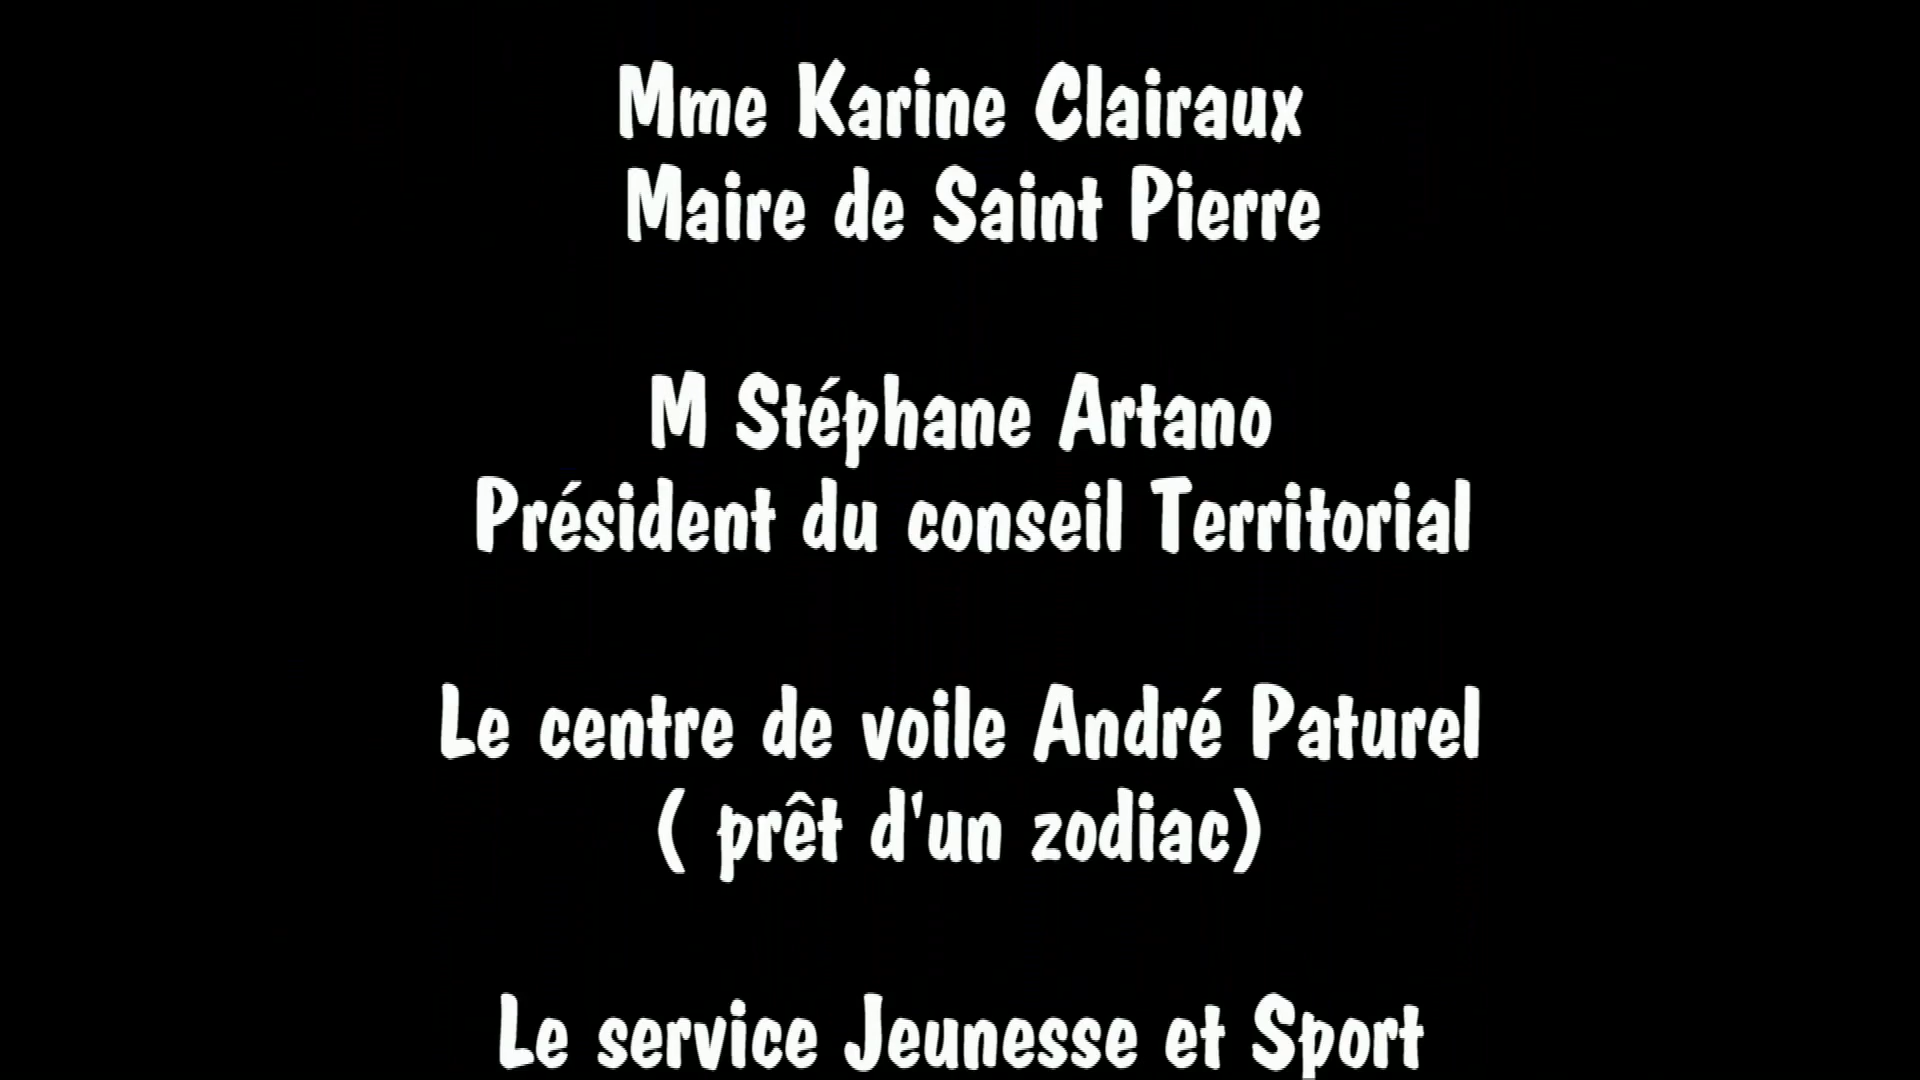 Mme Karine Clairaux
Maire de Saint Pierre
M Stéphane Artano
Président du conseil Territorial
Le centre de voile André Paturel
( prêt d'un zodiac)
Le service Jeunesse et Sport